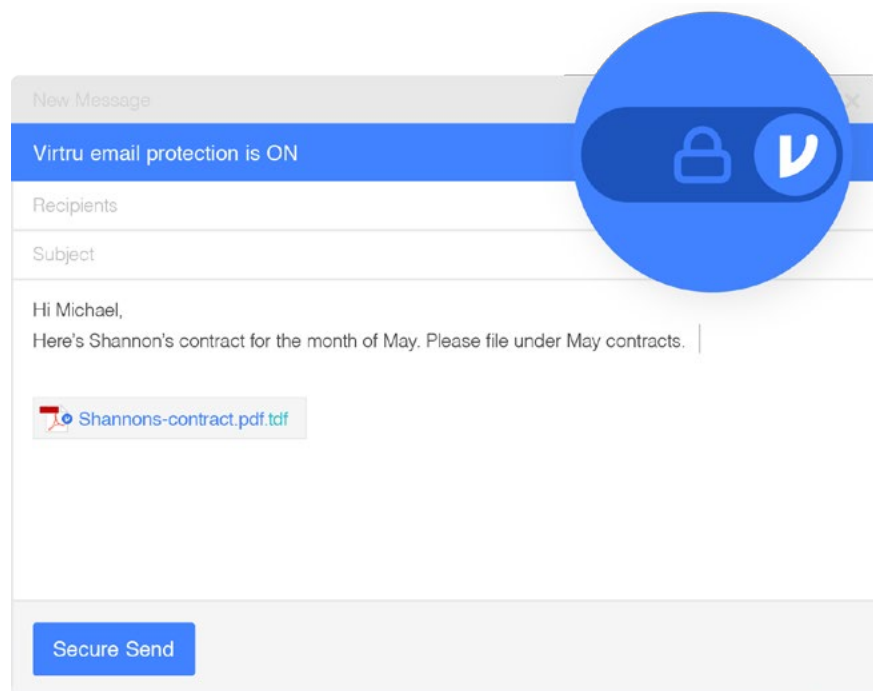 New Message
Virtru email protection is ON
Recipients
Subject
Hi Michael,
Here's Shannon's contract for the month of May. Please file under May contracts.
Shannons-contract.pdf.tdf
Secure Send